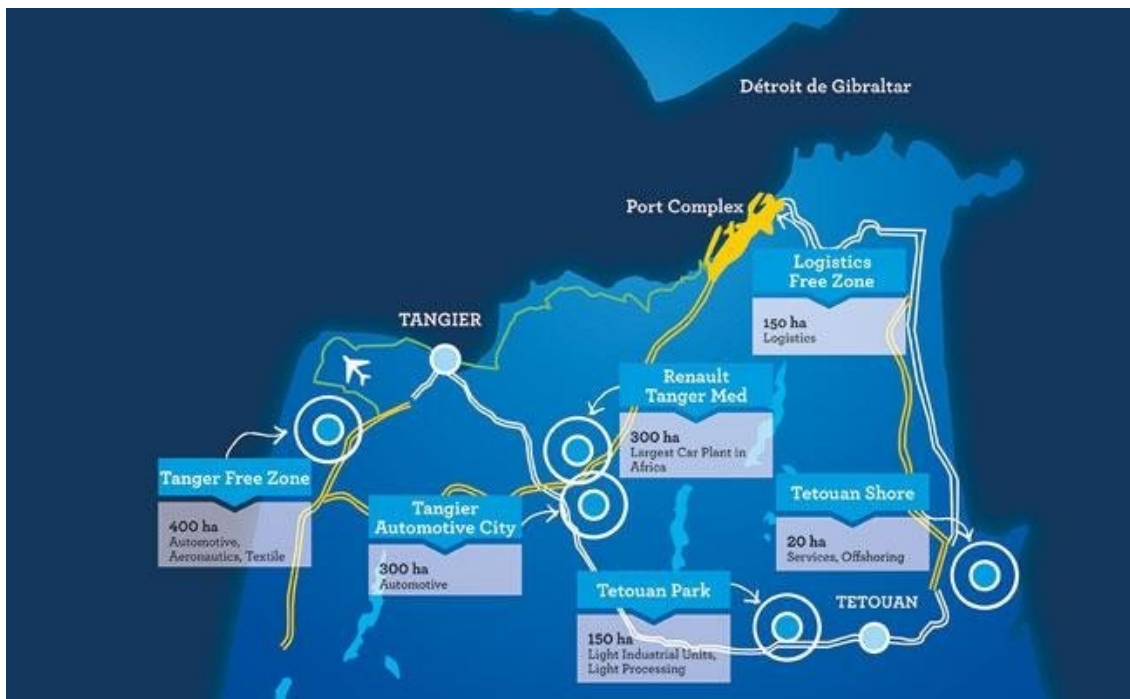 Détroit de Gibraltar
Port Complex
Logistics
Free Zone
150 ha
Logistics
TANGIER
Renault
Tanger Med
300 ha
Largest Car Plant in
Africa
Tanger Free Zone
400 ha
Automotive,
Aeronautics, Textile
Tangier
Automotive City
300 ha
Automotive
Tetouan Shore
20 ha
Services, Offshoring
Tetouan Park
150 ha
Light Industrial Units,
Light Processing
TETOUAN